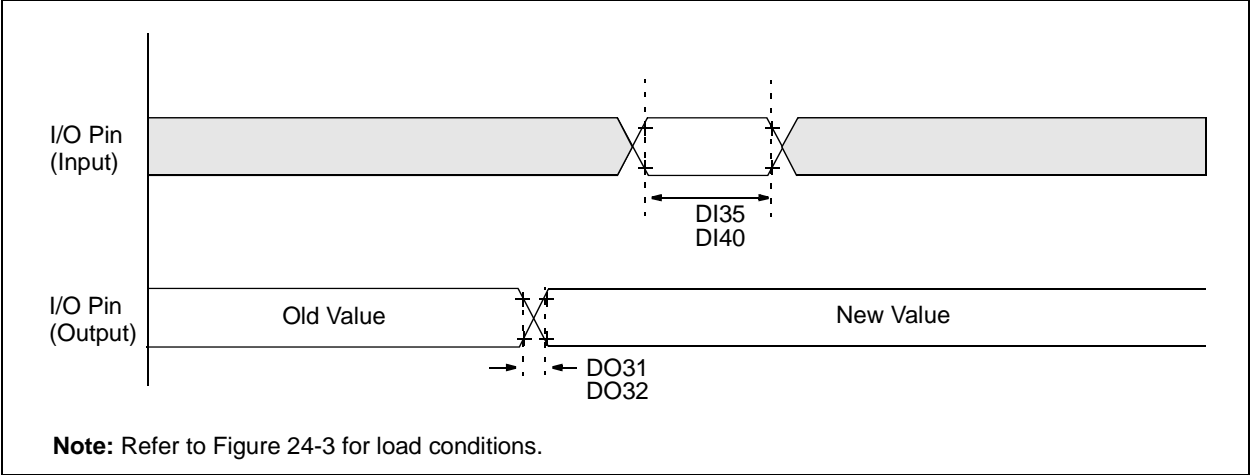 I/O Pin
(Input)
DI35
DI40
I/O Pin
(Output)
Old Value
New Value
DO31
DO32
Note: Refer to Figure 24-3 for load conditions.